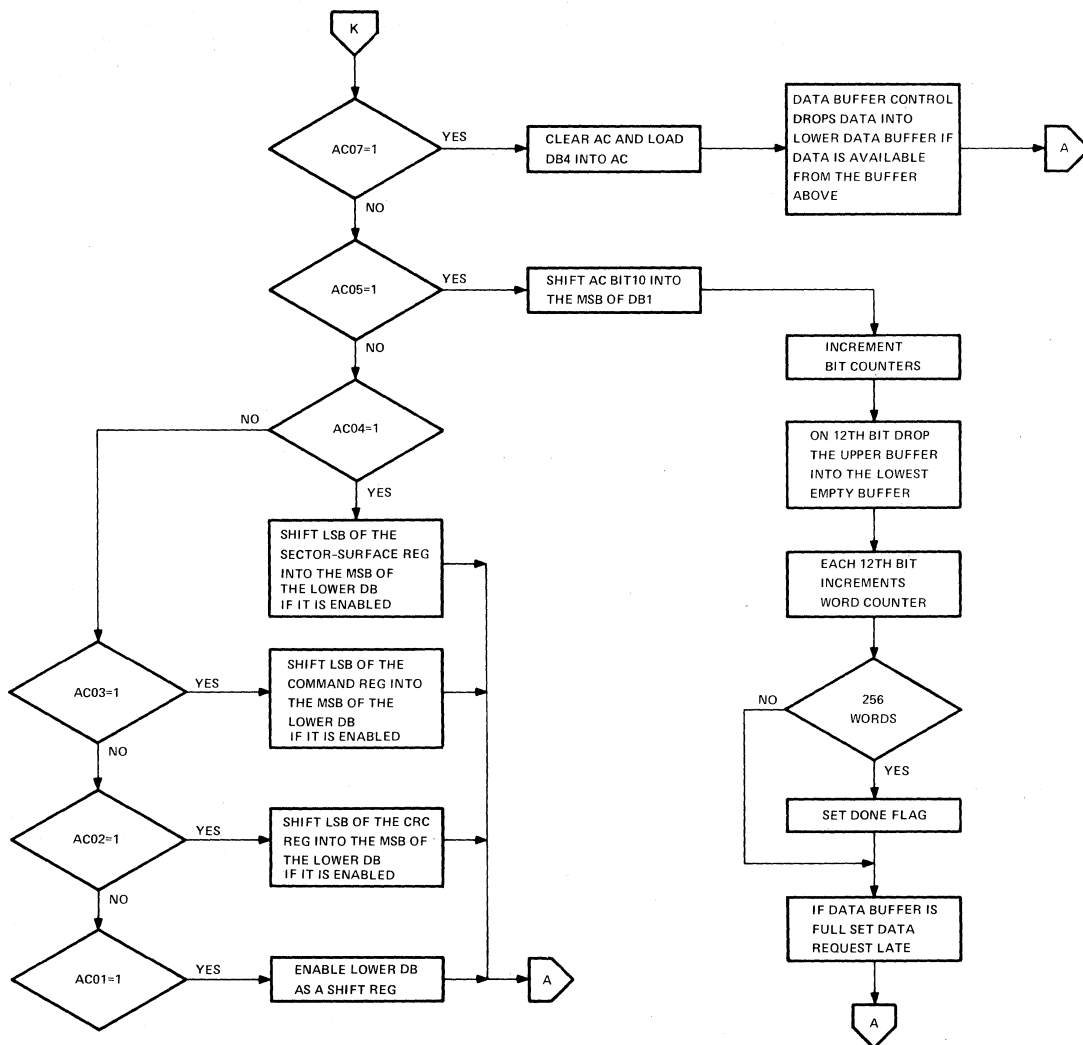 K
AC07=1
YES
NO
CLEAR AC AND LOAD
DB4 INTO AC
DATA BUFFER CONTROL
DROPS DATA INTO
LOWER DATA BUFFER IF
DATA IS AVAILABLE
FROM THE BUFFER
ABOVE
A
AC05=1
YES
NO
SHIFT AC BIT10 INTO
THE MSB OF DB1
INCREMENT
BIT COUNTERS
ON 12TH BIT DROP
THE UPPER BUFFER
INTO THE LOWEST
EMPTY BUFFER
EACH 12TH BIT
INCREMENTS
WORD COUNTER
256
WORDS
NO
YES
SET DONE FLAG
IF DATA BUFFER IS
FULL SET DATA
REQUEST LATE
A
AC04=1
NO
YES
SHIFT LSB OF THE
SECTOR-SURFACE REG
INTO THE MSB OF
THE LOWER DB
IF IT IS ENABLED
AC03=1
YES
NO
SHIFT LSB OF THE
COMMAND REG INTO
THE MSB OF THE
LOWER DB
IF IT IS ENABLED
AC02=1
YES
NO
SHIFT LSB OF THE CRC
REG INTO THE MSB OF
THE LOWER DB
IF IT IS ENABLED
AC01=1
YES
ENABLE LOWER DB
AS A SHIFT REG
A